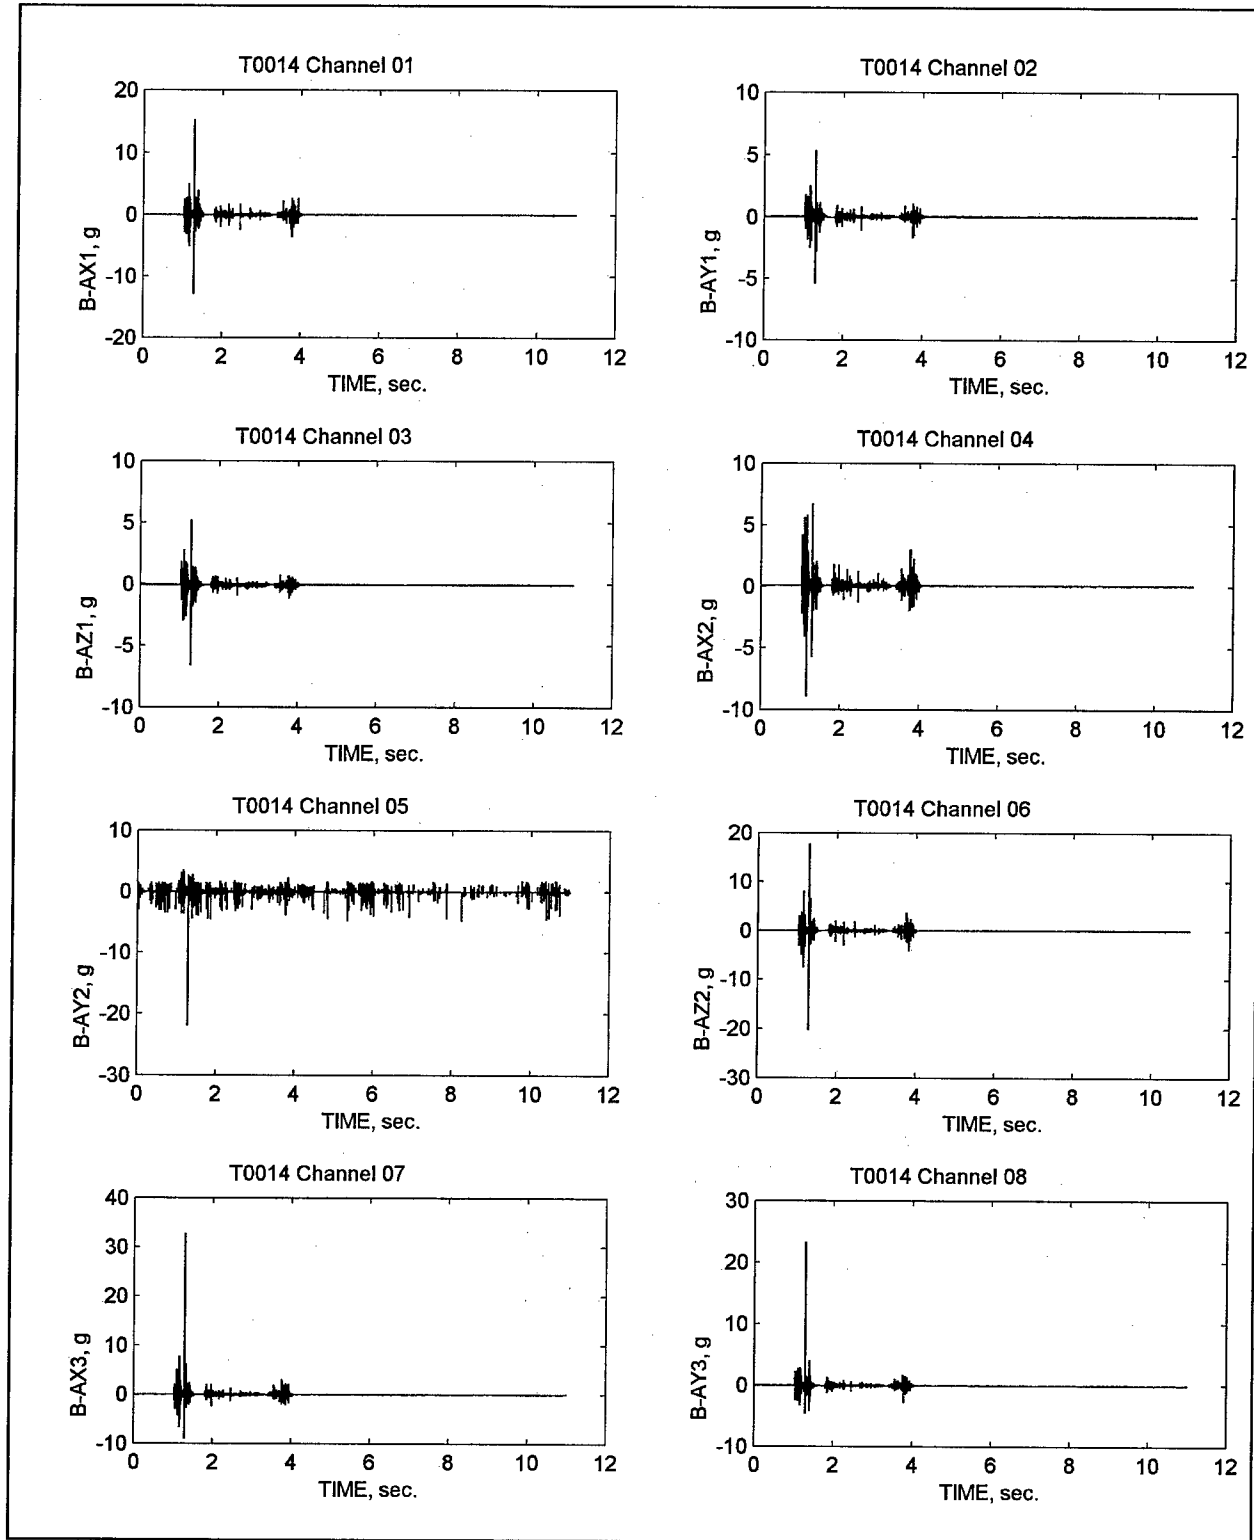 T0014 Channel 01
20
10
0
-10
-20
B-AX1, g
0 2 4 6 8 10 12
TIME, sec.
T0014 Channel 02
10
5
0
-5
-10
B-AY1, g
0 2 4 6 8 10 12
TIME, sec.
T0014 Channel 03
10
5
0
-5
-10
B-AZ1, g
0 2 4 6 8 10 12
TIME, sec.
T0014 Channel 04
10
5
0
-5
-10
B-AX2, g
0 2 4 6 8 10 12
TIME, sec.
T0014 Channel 05
10
0
-10
-20
-30
B-AY2, g
0 2 4 6 8 10 12
TIME, sec.
T0014 Channel 06
20
10
0
-10
-20
-30
B-AZ2, g
0 2 4 6 8 10 12
TIME, sec.
T0014 Channel 07
40
30
20
10
0
-10
B-AX3, g
0 2 4 6 8 10 12
TIME, sec.
T0014 Channel 08
30
20
10
0
-10
B-AY3, g
0 2 4 6 8 10 12
TIME, sec.